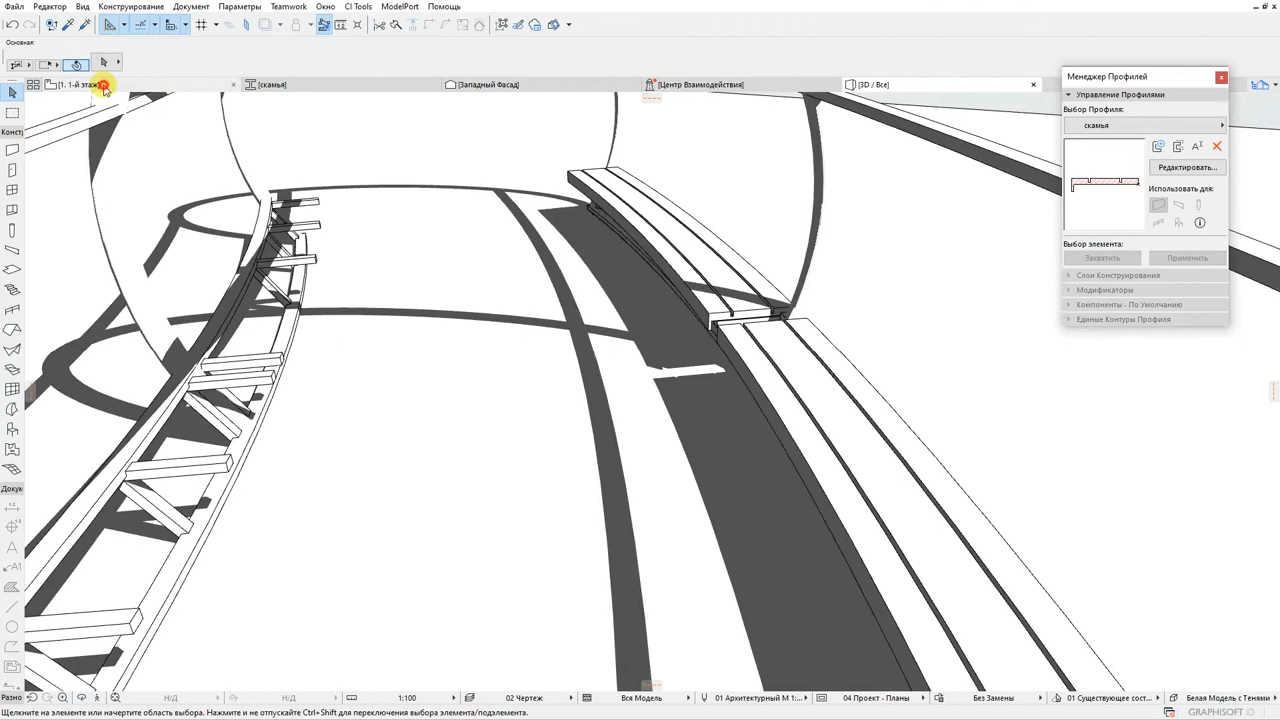 Файл Редактор Вид Конструирование Документ Параметры Teamwork Окно CI Tools ModelPort Помощь
Основная:
[1. 1-й этаж]
[скамья]
[Западный Фасад]
[Центр Взаимодействия]
[3D / Все]
Конст
Докум
Разно
Менеджер Профилей
Управление Профилями
Выбор Профиля:
скамья
Редактировать...
Использовать для:
Выбор элемента:
Захватить
Применить
Слои Конструирования
Модификаторы
Компоненты - По Умолчанию
Единые Контуры Профиля
Н/Д
Н/Д
1:100
02 Чертеж
Вся Модель
01 Архитектурный М 1:...
04 Проект - Планы
Без Замены
01 Существующее сост...
Белая Модель с Тенями
Щелкните на элементе или начертите область выбора. Нажмите и не отпускайте Ctrl+Shift для переключения выбора элемента/подэлемента.
GRAPHISOFT ID